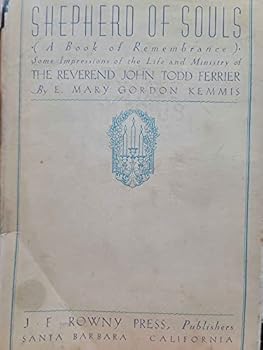 SHEPHERD OF SOULS
(A Book of Remembrance)
Some Impressions of the Life and Ministry of
THE REVEREND JOHN TODD FERRIER
By E. MARY GORDON KEMMIS
J. F. ROWNY PRESS, Publishers
SANTA BARBARA CALIFORNIA